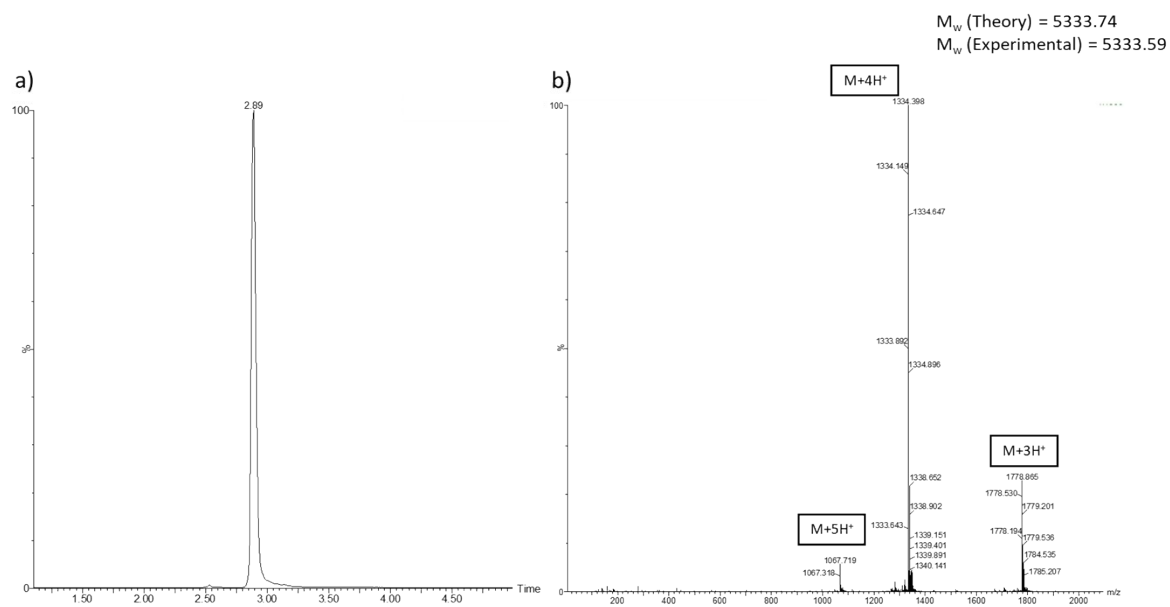 Mw (Theory) = 5333.74
Mw (Experimental) = 5333.59
a)
2.89
100
%
0
1.50 2.00 2.50 3.00 3.50 4.00 4.50
Time
b)
M+4H+
100
1334.398
1334.149
1334.647
%
1333.892
1334.896
M+3H+
1778.865
1338.652
1778.530
1338.902
1779.201
1333.643
M+5H+
1778.194
1339.151
1779.536
1339.401
1067.719
1339.891
1784.535
1067.318
1340.141
1785.207
0
m/z
200 400 600 800 1000 1200 1400 1600 1800 2000